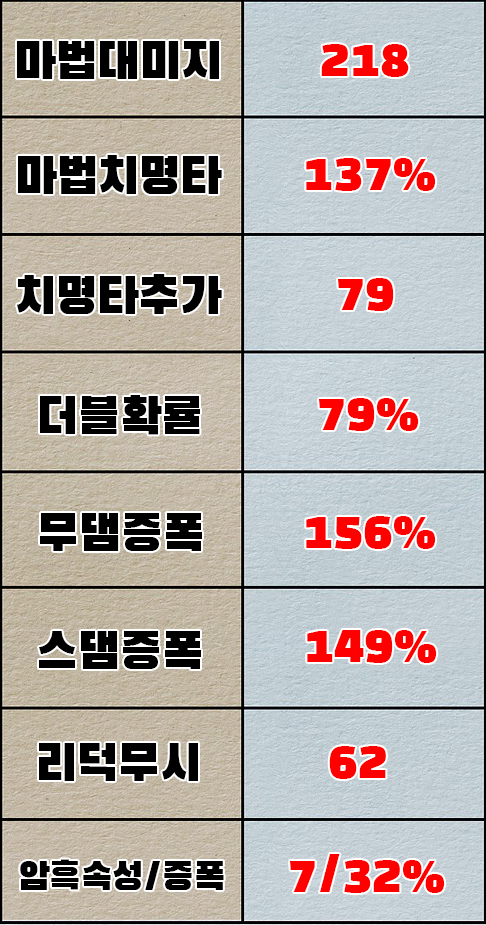 마법대미지 218
마법치명타 137%
치명타추가 79
더블확률 79%
무댐증폭 156%
스댐증폭 149%
리덕무시 62
암흑속성/증폭 7/32%